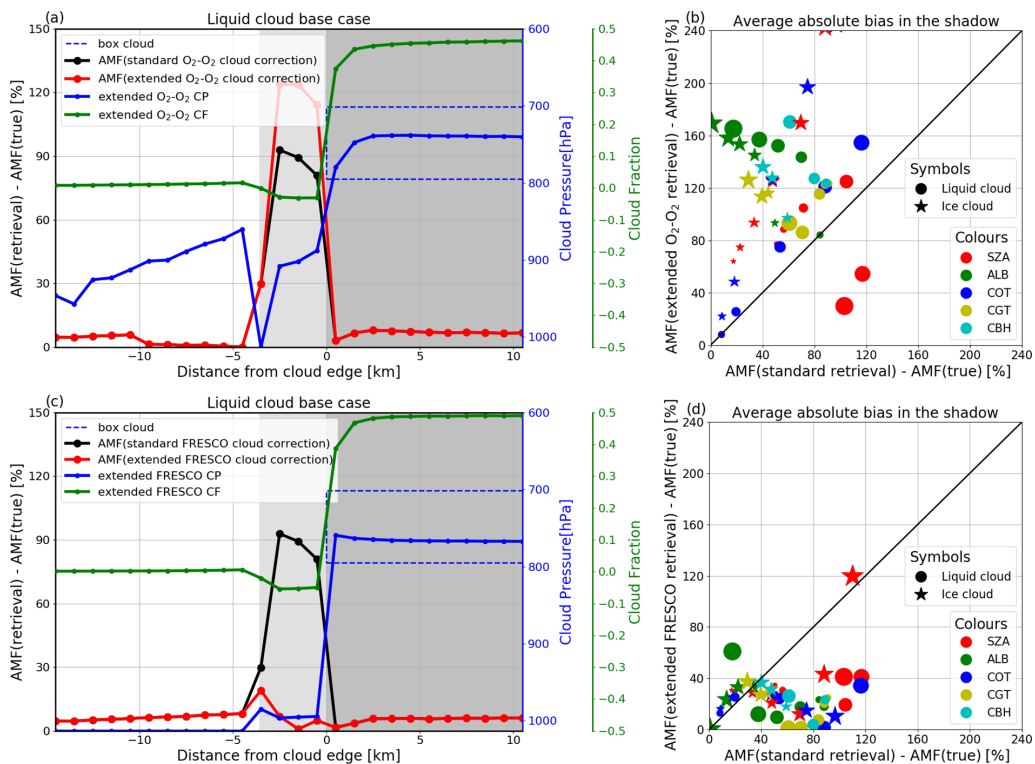 (a)
Liquid cloud base case
150
120
90
60
30
0
AMF(retrieval) - AMF(true) [%]
box cloud
AMF(standard O₂-O₂ cloud correction)
AMF(extended O₂-O₂ cloud correction)
extended O₂-O₂ CP
extended O₂-O₂ CF
−10
−5
0
5
10
Distance from cloud edge [km]
600
700
800
900
1000
Cloud Pressure[hPa]
0.5
0.4
0.3
0.2
0.1
0.0
−0.1
−0.2
−0.3
−0.4
−0.5
Cloud Fraction
(b)
Average absolute bias in the shadow
240
200
160
120
80
40
0
AMF(extended O₂-O₂ retrieval) - AMF(true) [%]
Symbols
Liquid cloud
Ice cloud
Colours
SZA
ALB
COT
CGT
CBH
0
40
80
120
160
200
240
AMF(standard retrieval) - AMF(true) [%]
(c)
Liquid cloud base case
150
120
90
60
30
0
AMF(retrieval) - AMF(true) [%]
box cloud
AMF(standard FRESCO cloud correction)
AMF(extended FRESCO cloud correction)
extended FRESCO CP
extended FRESCO CF
−10
−5
0
5
10
Distance from cloud edge [km]
600
700
800
900
1000
Cloud Pressure[hPa]
0.5
0.4
0.3
0.2
0.1
0.0
−0.1
−0.2
−0.3
−0.4
−0.5
Cloud Fraction
(d)
Average absolute bias in the shadow
240
200
160
120
80
40
0
AMF(extended FRESCO retrieval) - AMF(true) [%]
Symbols
Liquid cloud
Ice cloud
Colours
SZA
ALB
COT
CGT
CBH
0
40
80
120
160
200
240
AMF(standard retrieval) - AMF(true) [%]